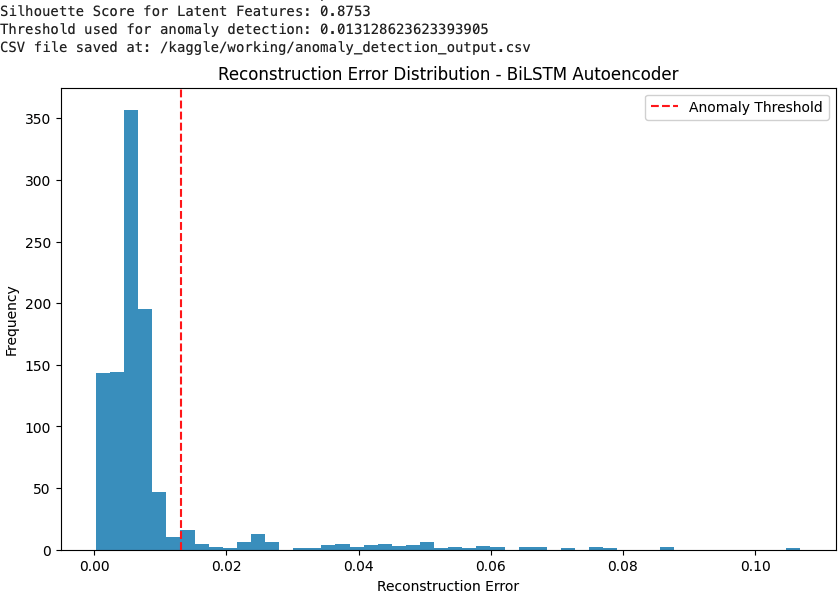 Silhouette Score for Latent Features: 0.8753
Threshold used for anomaly detection: 0.013128623623393905
CSV file saved at: /kaggle/working/anomaly_detection_output.csv
Reconstruction Error Distribution - BiLSTM Autoencoder
Anomaly Threshold
350
300
250
200
150
100
50
0
Frequency
0.00 0.02 0.04 0.06 0.08 0.10
Reconstruction Error